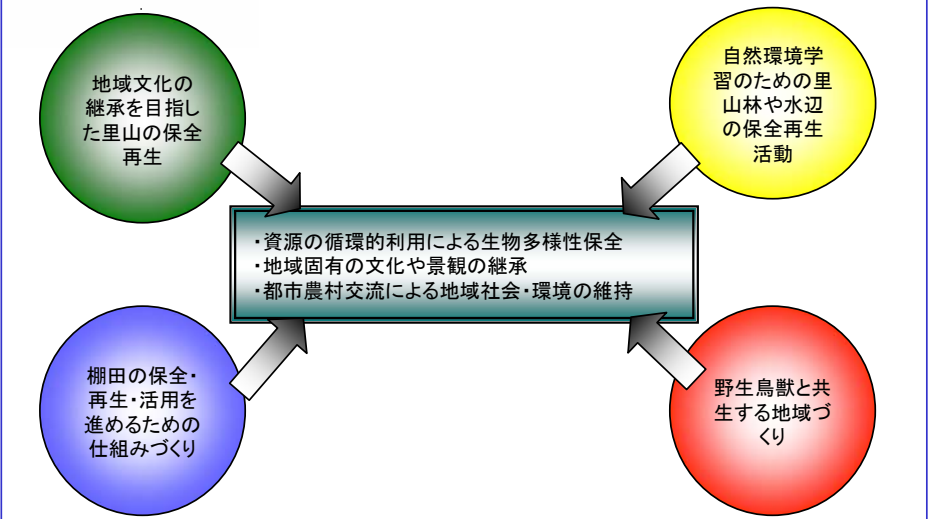 地域文化の
継承を目指し
た里山の保全
再生
自然環境学
習のための里
山林や水辺
の保全再生
活動
・資源の循環的利用による生物多様性保全
・地域固有の文化や景観の継承
・都市農村交流による地域社会・環境の維持
棚田の保全・
再生・活用を
進めるための
仕組みづくり
野生鳥獣と共
生する地域づ
くり